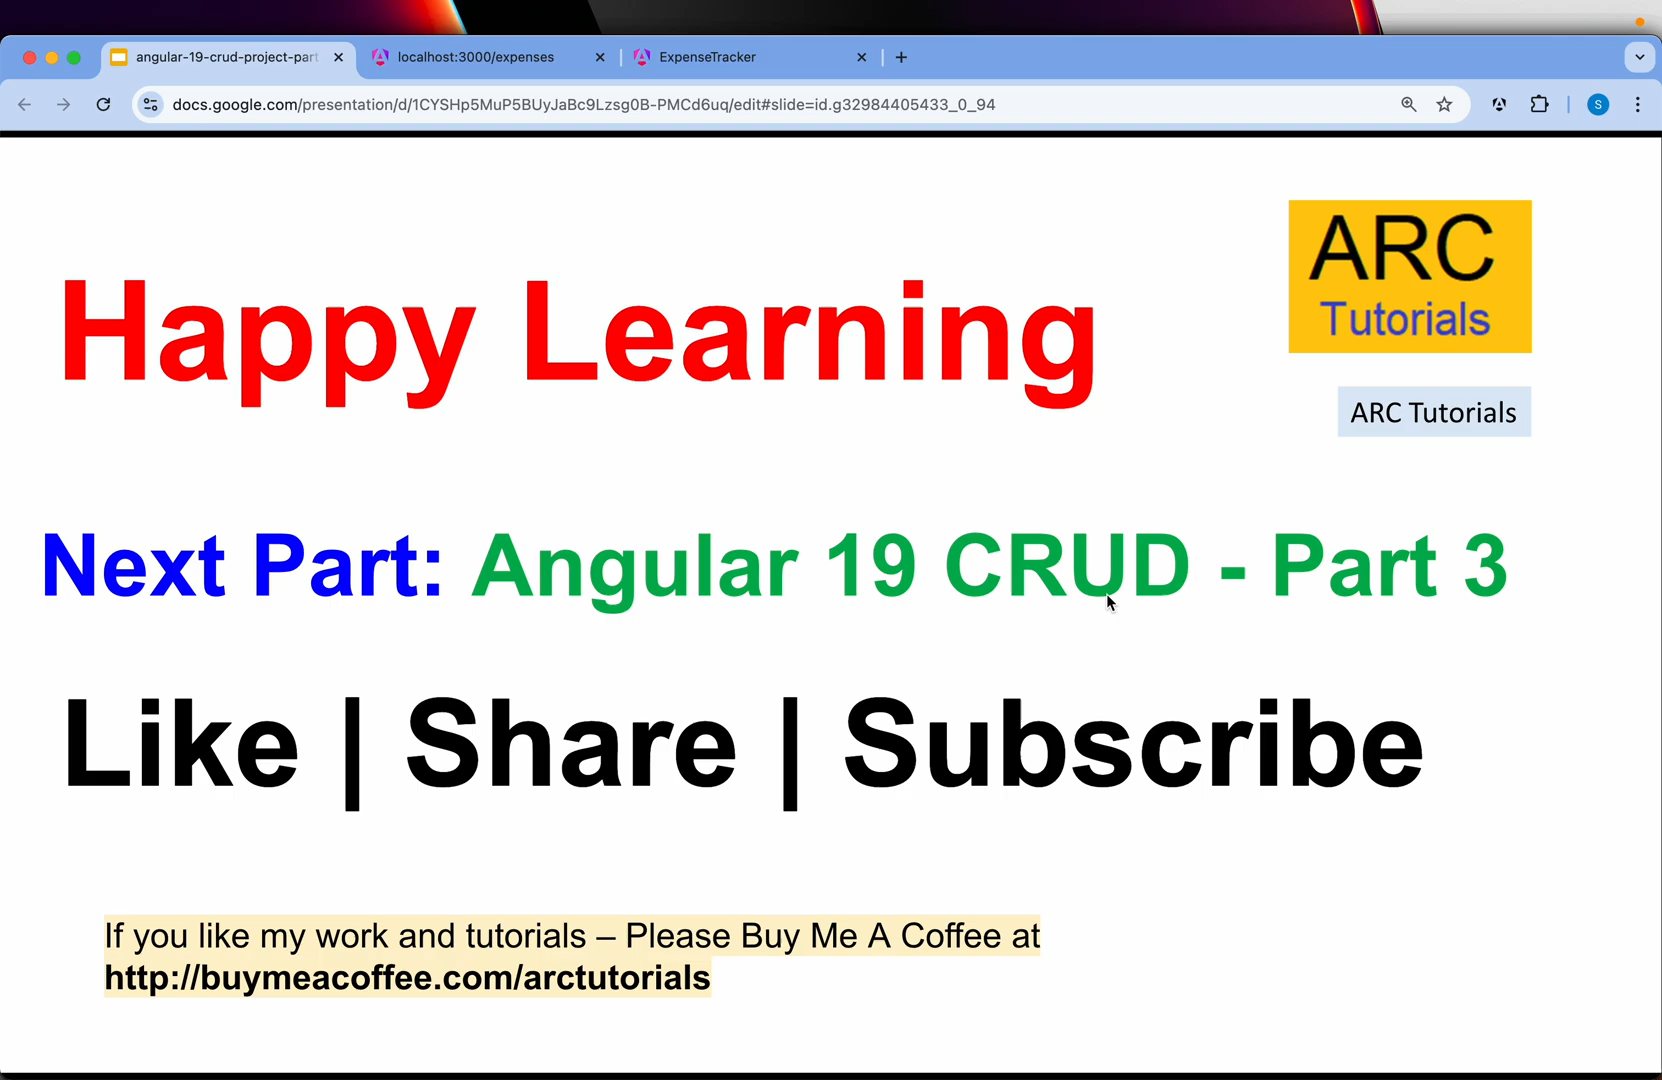 angular-19-crud-project-part
localhost:3000/expenses
ExpenseTracker
docs.google.com/presentation/d/1CYSHp5MuP5BUyJaBc9Lzsg0B-PMCd6uq/edit#slide=id.g32984405433_0_94
S
ARC
Tutorials
Happy Learning
ARC Tutorials
Next Part: Angular 19 CRUD - Part 3
Like | Share | Subscribe
If you like my work and tutorials – Please Buy Me A Coffee at
http://buymeacoffee.com/arctutorials